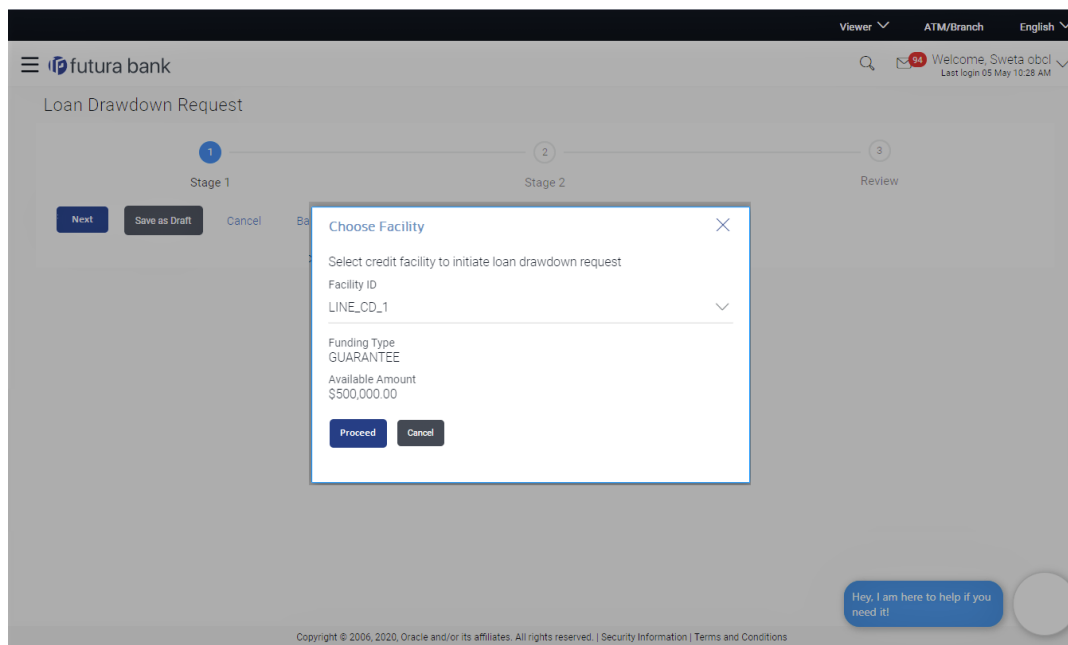 Viewer ATM/Branch English
futura bank 94 Welcome, Sweta obcl
Last login 05 May 10:28 AM
Loan Drawdown Request
1 2 3
Stage 1 Stage 2 Review
Next Save as Draft Cancel Ba
Choose Facility
Select credit facility to initiate loan drawdown request
Facility ID
LINE_CD_1
Funding Type
GUARANTEE
Available Amount
$500,000.00
Proceed Cancel
Hey, I am here to help if you
need it!
Copyright © 2006, 2020, Oracle and/or its affiliates. All rights reserved. | Security Information | Terms and Conditions